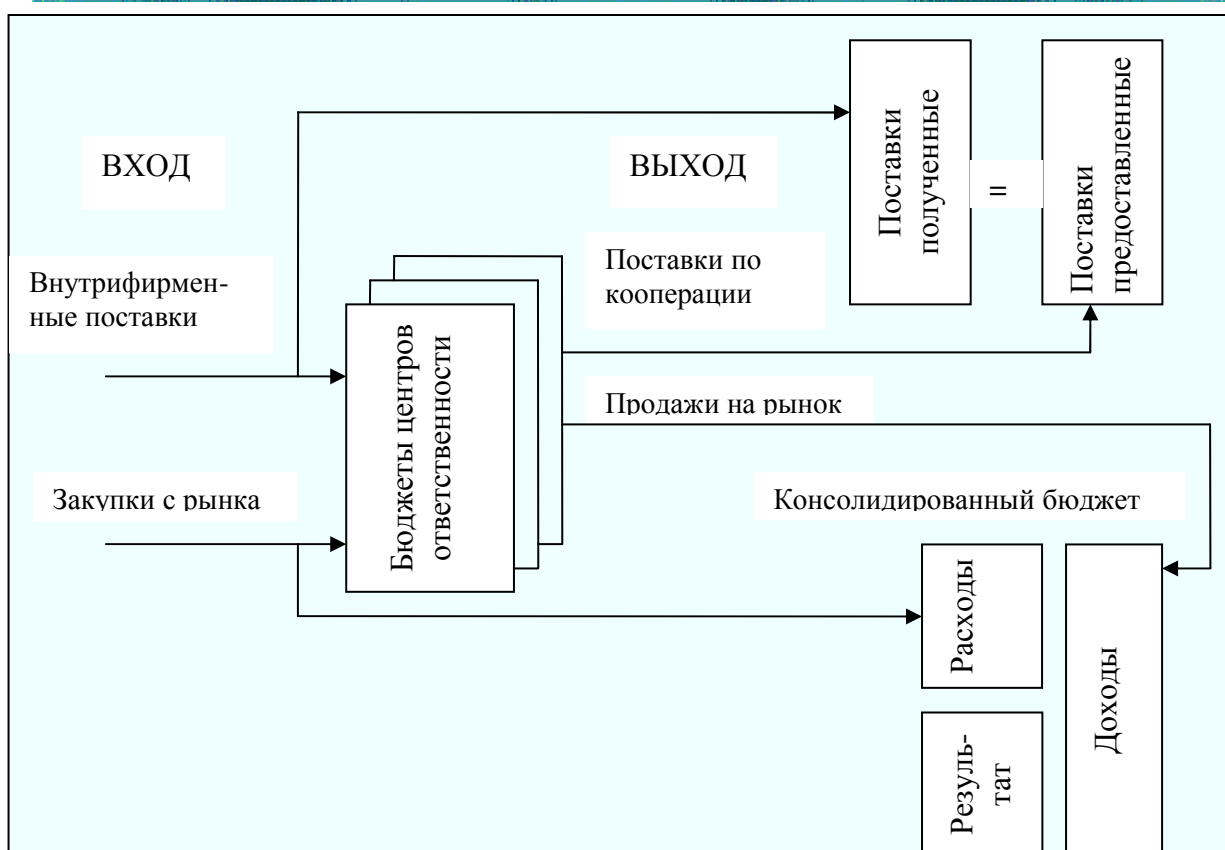 ВХОД
ВЫХОД
Поставки
полученные
=
Поставки
предоставленные
Внутрифирмен-
ные поставки
Поставки по
кооперации
Бюджеты центров
ответственности
Продажи на рынок
Закупки с рынка
Консолидированный бюджет
Расходы
Доходы
Резуль-
тат